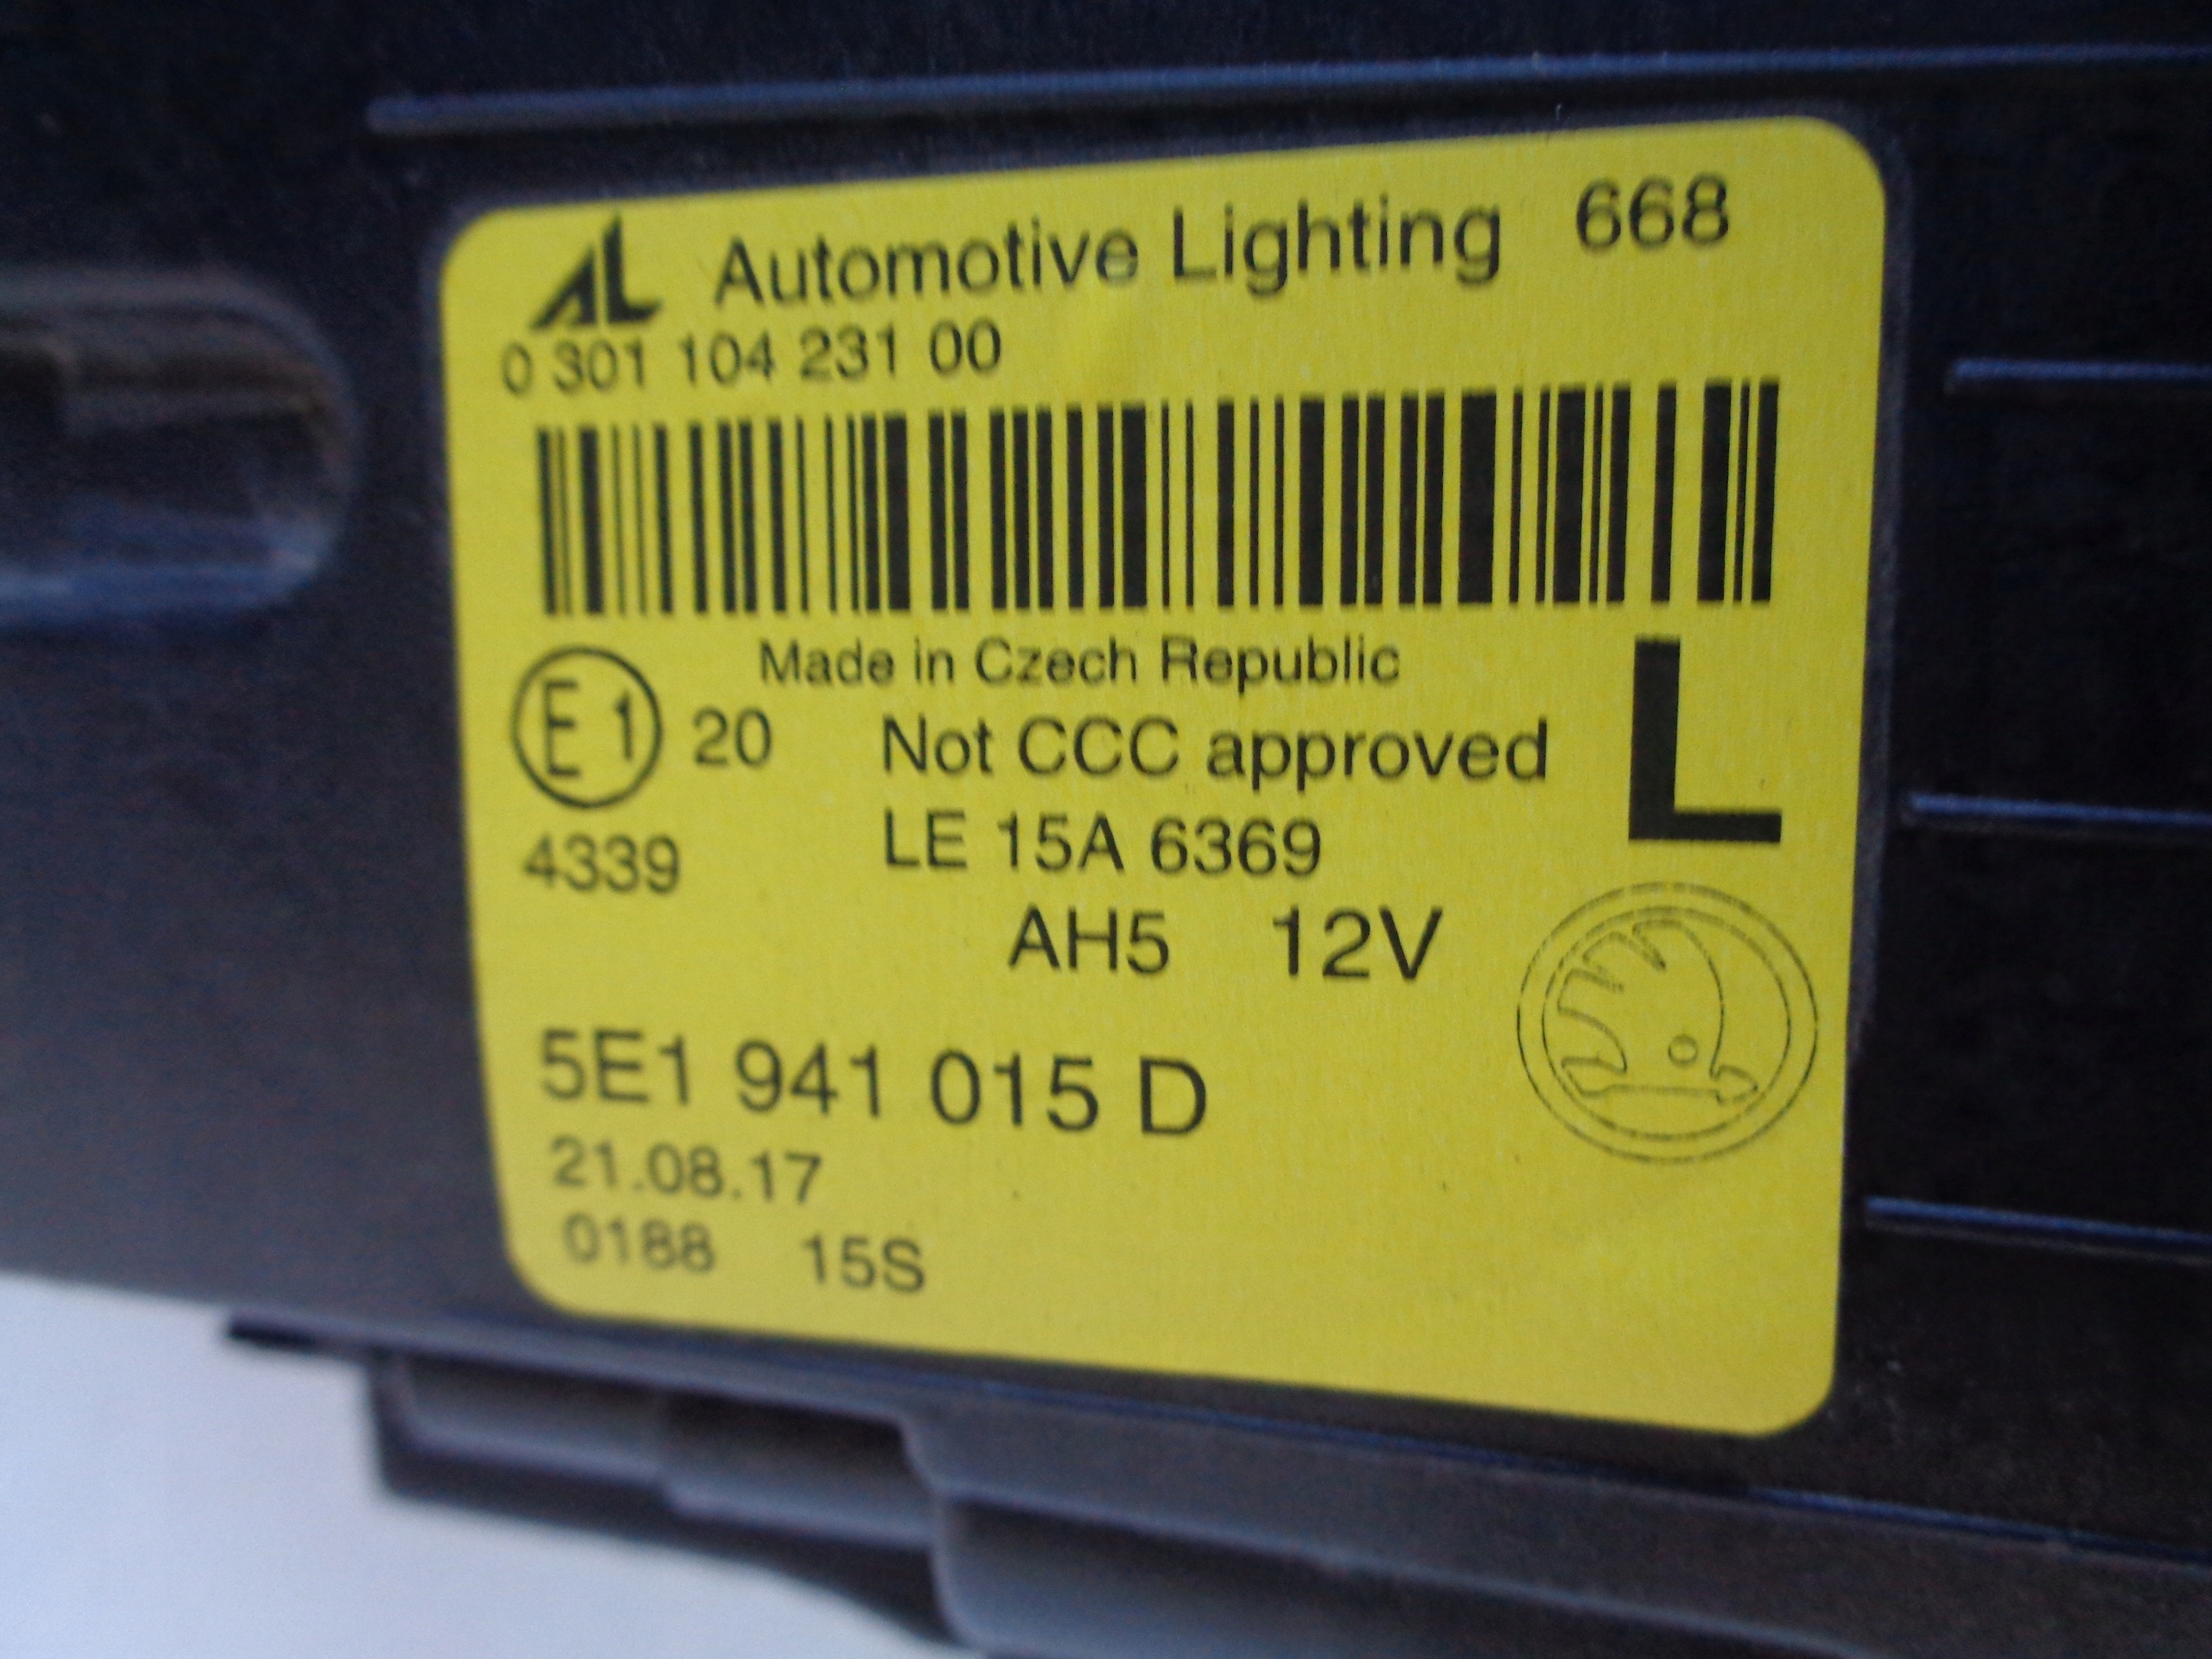 AL Automotive Lighting 668
0 301 104 231 00
Made in Czech Republic
E1 20 Not CCC approved L
4339 LE 15A 6369
AH5 12V
5E1 941 015 D
21.08.17
0188 15S